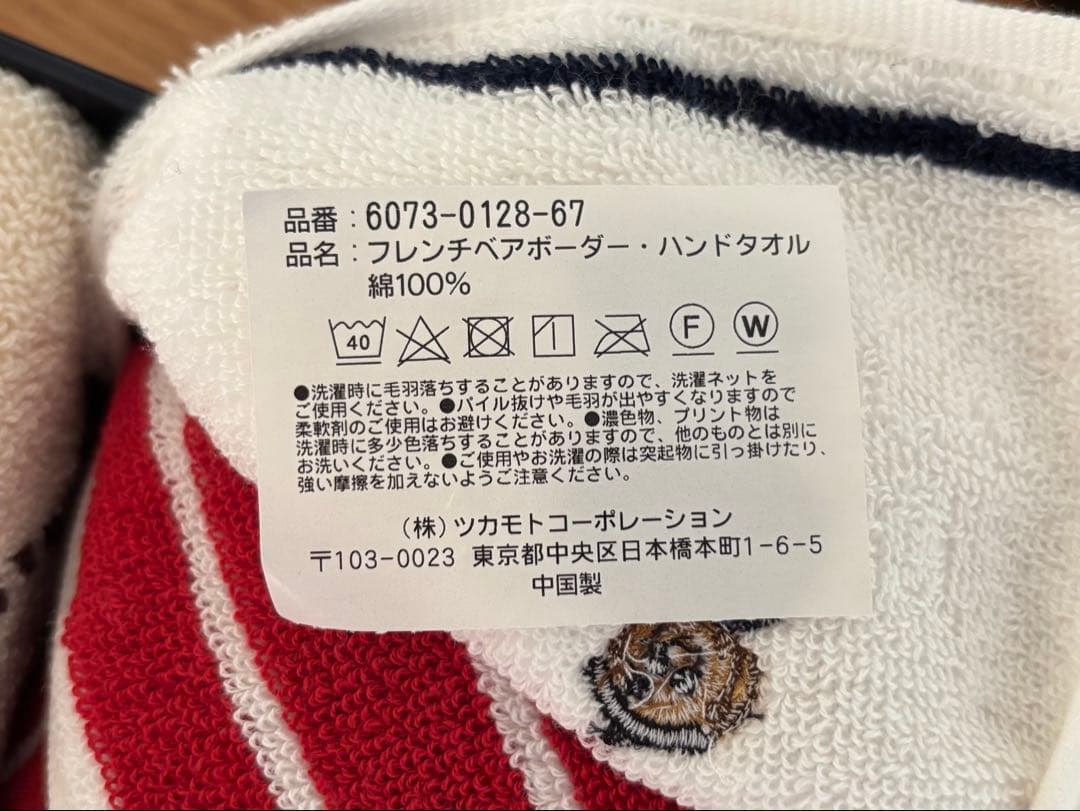 品番：6073-0128-67
品名：フレンチベアボーダー・ハンドタオル
綿100%
40 F W
●洗濯時に毛羽落ちすることがありますので、洗濯ネットを
ご使用ください。●パイル抜けや毛羽が出やすくなりますので
柔軟剤のご使用はお避けください。●濃色物、プリント物は
洗濯時に多少色落ちすることがありますので、他のものとは別に
お洗いください。●ご使用やお洗濯の際は突起物に引っ掛けたり、
強い摩擦を加えないようご注意ください。
（株）ツカモトコーポレーション
〒103-0023 東京都中央区日本橋本町1-6-5
中国製